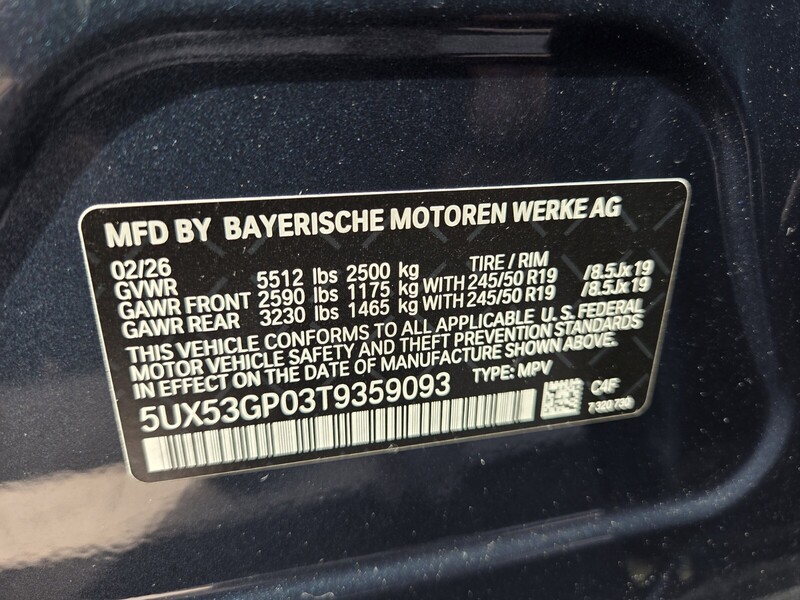 MFD BY BAYERISCHE MOTOREN WERKE AG
02/26 TIRE / RIM
GVWR 5512 lbs 2500 kg
GAWR FRONT 2590 lbs 1175 kg WITH 245/50 R19 /8.5Jx19
GAWR REAR 3230 lbs 1465 kg WITH 245/50 R19 /8.5Jx19
THIS VEHICLE CONFORMS TO ALL APPLICABLE U.S. FEDERAL
MOTOR VEHICLE SAFETY AND THEFT PREVENTION STANDARDS
IN EFFECT ON THE DATE OF MANUFACTURE SHOWN ABOVE.
5UX53GP03T9359093 TYPE: MPV
C4F
7 320 730